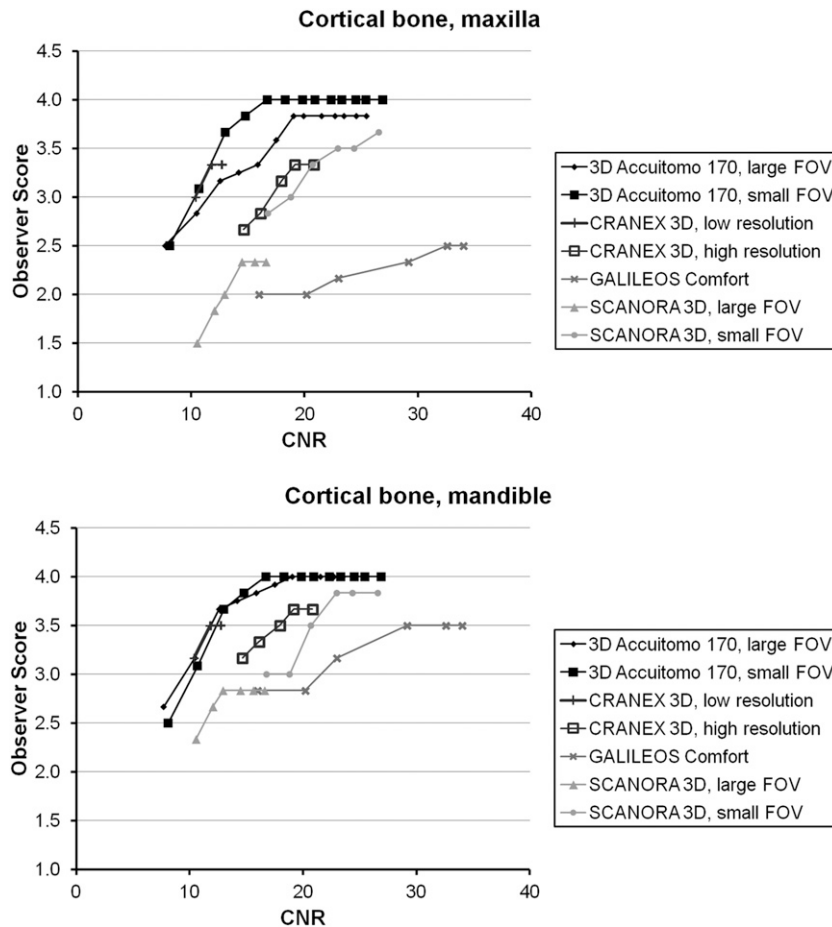 Cortical bone, maxilla
4.5
4.0
3.5
3.0
2.5
2.0
1.5
1.0
Observer Score
0
10
20
30
40
CNR
3D Accuitomo 170, large FOV
3D Accuitomo 170, small FOV
CRANEX 3D, low resolution
CRANEX 3D, high resolution
GALILEOS Comfort
SCANORA 3D, large FOV
SCANORA 3D, small FOV
Cortical bone, mandible
4.5
4.0
3.5
3.0
2.5
2.0
1.5
1.0
Observer Score
0
10
20
30
40
CNR
3D Accuitomo 170, large FOV
3D Accuitomo 170, small FOV
CRANEX 3D, low resolution
CRANEX 3D, high resolution
GALILEOS Comfort
SCANORA 3D, large FOV
SCANORA 3D, small FOV